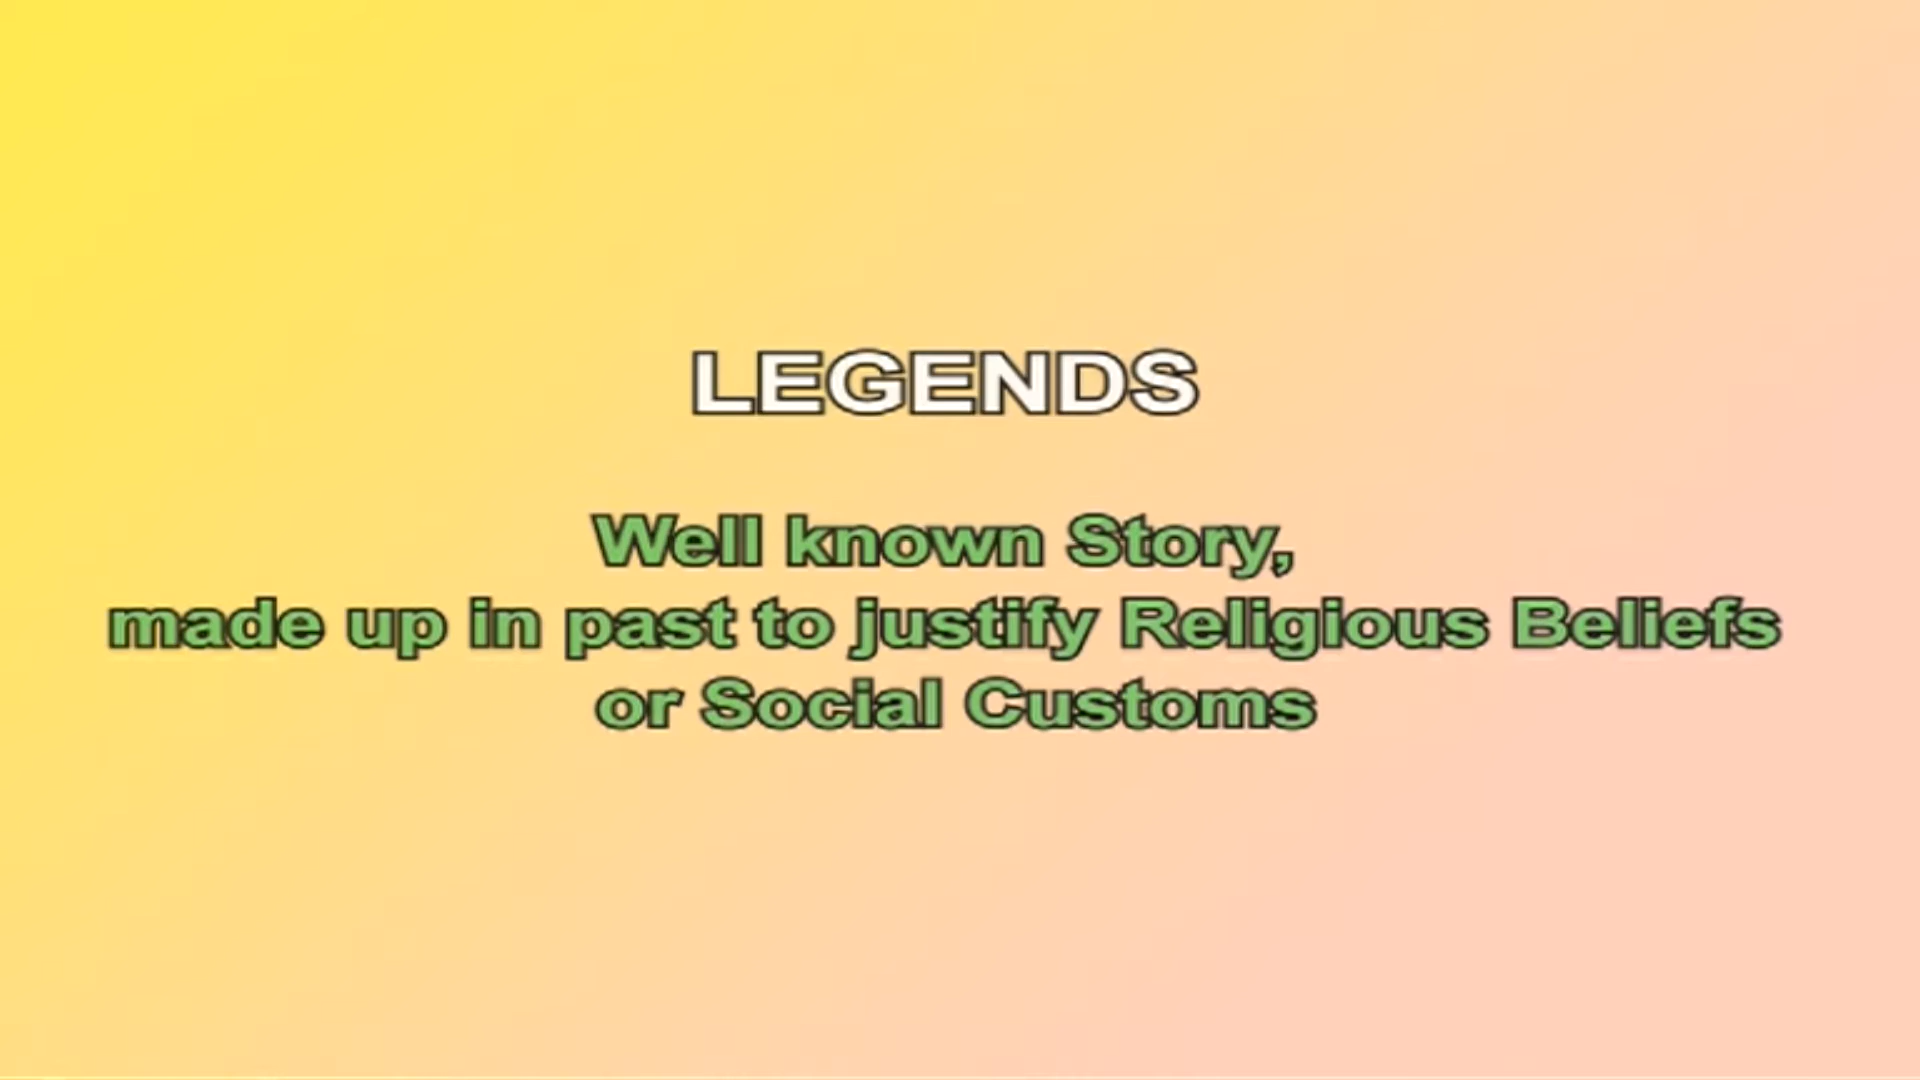 LEGENDS
Well known Story,
made up in past to justify Religious Beliefs
or Social Customs